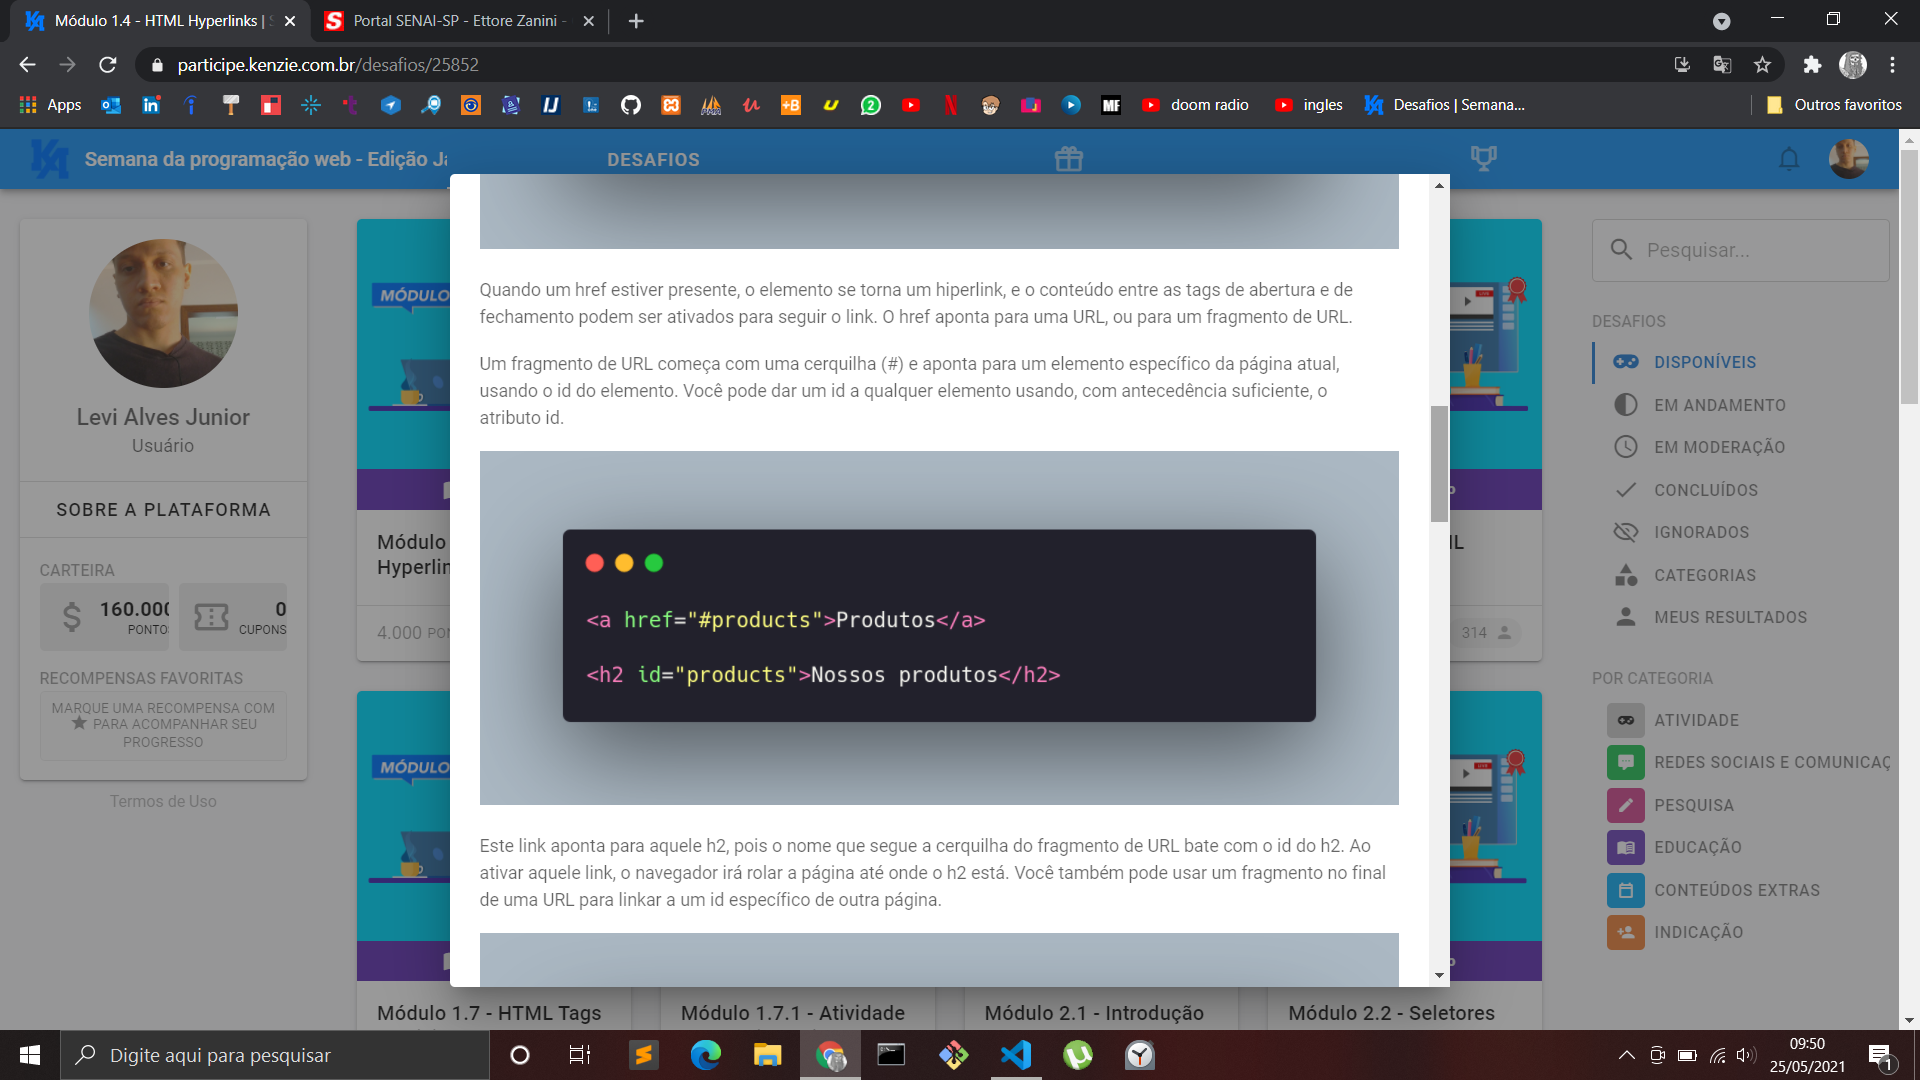 Módulo 1.4 - HTML Hyperlinks |
Portal SENAI-SP - Ettore Zanini -
participe.kenzie.com.br/desafios/25852
Apps
doom radio
ingles
Desafios | Semana...
Outros favoritos
Semana da programação web - Edição
DESAFIOS
Levi Alves Junior
Usuário
SOBRE A PLATAFORMA
CARTEIRA
160.000
PONTOS
0
CUPONS
RECOMPENSAS FAVORITAS
MARQUE UMA RECOMPENSA COM
★ PARA ACOMPANHAR SEU
PROGRESSO
Termos de Uso
MÓDULO
Módulo
4.000
MÓDULO
Módulo 1.7 - HTML Tags
Quando um href estiver presente, o elemento se torna um hiperlink, e o conteúdo entre as tags de abertura e de
fechamento podem ser ativados para seguir o link. O href aponta para uma URL, ou para um fragmento de URL.
Um fragmento de URL começa com uma cerquilha (#) e aponta para um elemento específico da página atual,
usando o id do elemento. Você pode dar um id a qualquer elemento usando, com antecedência suficiente, o
atributo id.
<a href="#products">Produtos</a>
<h2 id="products">Nossos produtos</h2>
Este link aponta para aquele h2, pois o nome que segue a cerquilha do fragmento de URL bate com o id do h2. Ao
ativar aquele link, o navegador irá rolar a página até onde o h2 está. Você também pode usar um fragmento no final
de uma URL para linkar a um id específico de outra página.
Módulo 1.7.1 - Atividade
Módulo 2.1 - Introdução
Módulo 2.2 - Seletores
314
Pesquisar...
DESAFIOS
DISPONÍVEIS
EM ANDAMENTO
EM MODERAÇÃO
CONCLUÍDOS
IGNORADOS
CATEGORIAS
MEUS RESULTADOS
POR CATEGORIA
ATIVIDADE
REDES SOCIAIS E COMUNICAÇ
PESQUISA
EDUCAÇÃO
CONTEÚDOS EXTRAS
INDICAÇÃO
Digite aqui para pesquisar
09:50
25/05/2021
1